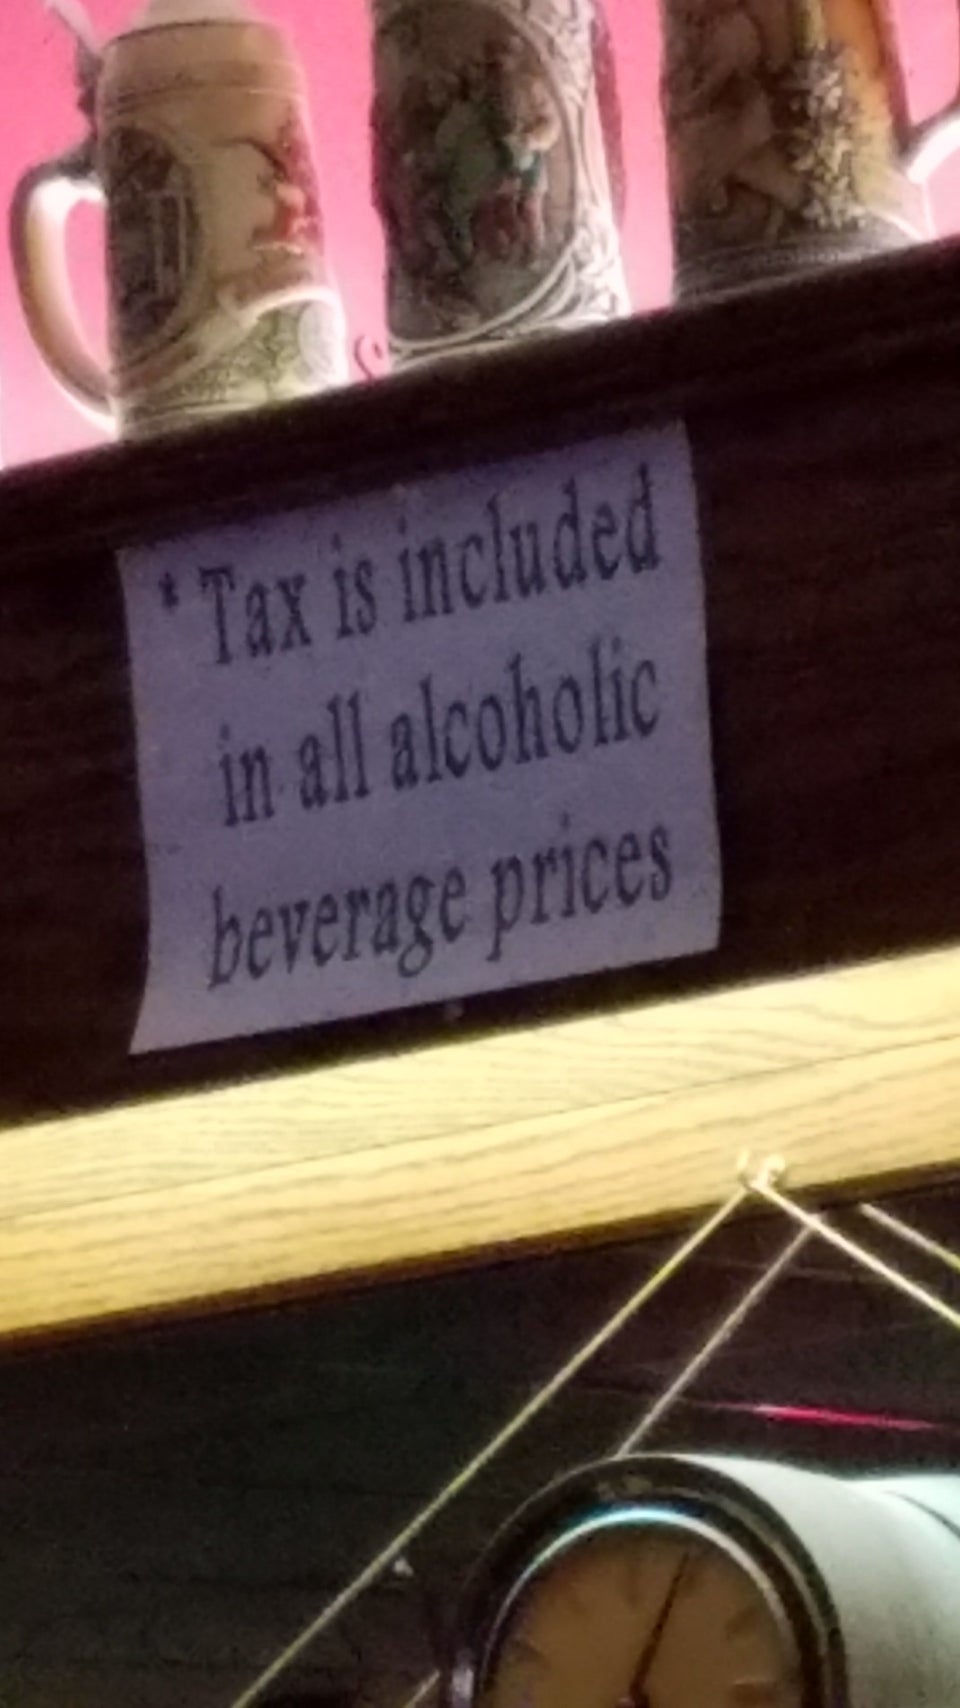 * Tax is included
in all alcoholic
beverage prices